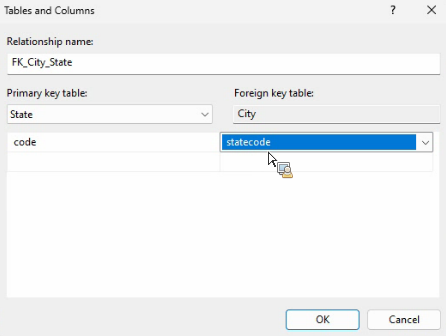 Tables and Columns ? ×
Relationship name:
FK_City_State
Primary key table: Foreign key table:
State City
code statecode
OK Cancel